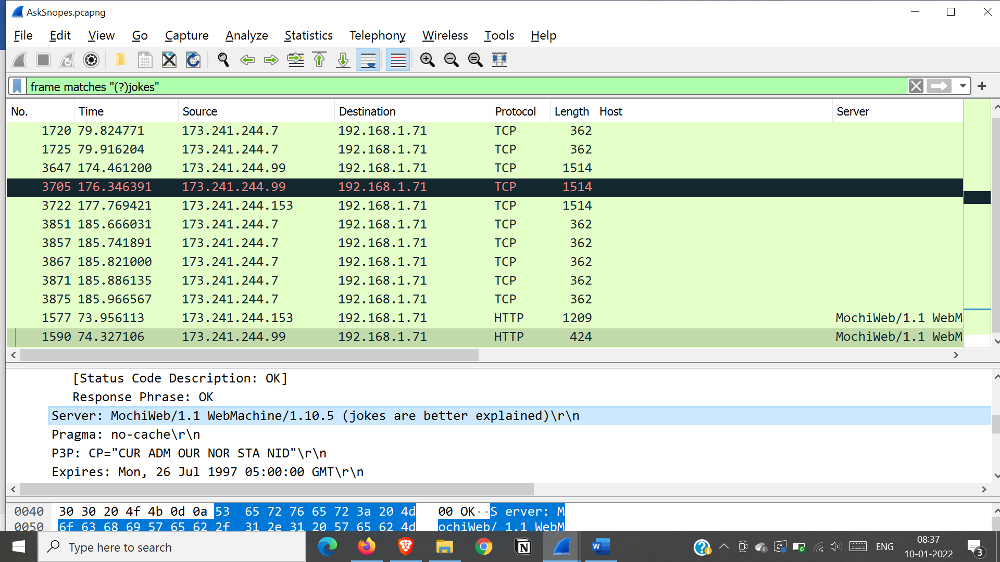 AskSnopes.pcapng
File Edit View Go Capture Analyze Statistics Telephony Wireless Tools Help
frame matches "(?)jokes"
No. Time Source Destination Protocol Length Host Server
1720 79.824771 173.241.244.7 192.168.1.71 TCP 362
1725 79.916204 173.241.244.7 192.168.1.71 TCP 362
3647 174.461200 173.241.244.99 192.168.1.71 TCP 1514
3705 176.346391 173.241.244.99 192.168.1.71 TCP 1514
3722 177.769421 173.241.244.153 192.168.1.71 TCP 1514
3851 185.666031 173.241.244.7 192.168.1.71 TCP 362
3857 185.741891 173.241.244.7 192.168.1.71 TCP 362
3867 185.821000 173.241.244.7 192.168.1.71 TCP 362
3871 185.886135 173.241.244.7 192.168.1.71 TCP 362
3875 185.966567 173.241.244.7 192.168.1.71 TCP 362
1577 73.956113 173.241.244.153 192.168.1.71 HTTP 1209 MochiWeb/1.1 WebM
1590 74.327106 173.241.244.99 192.168.1.71 HTTP 424 MochiWeb/1.1 WebM
[Status Code Description: OK]
Response Phrase: OK
Server: MochiWeb/1.1 WebMachine/1.10.5 (jokes are better explained)\r\n
Pragma: no-cache\r\n
P3P: CP="CUR ADM OUR NOR STA NID"\r\n
Expires: Mon, 26 Jul 1997 05:00:00 GMT\r\n
0040 30 30 20 4f 4b 0d 0a 53 65 72 76 65 72 3a 20 4d 00 OK··S erver: M
0050 6f 63 68 69 57 65 62 2f 31 2e 31 20 57 65 62 4d ochiWeb/ 1.1 WebM
Type here to search
ENG
08:37
10-01-2022
3